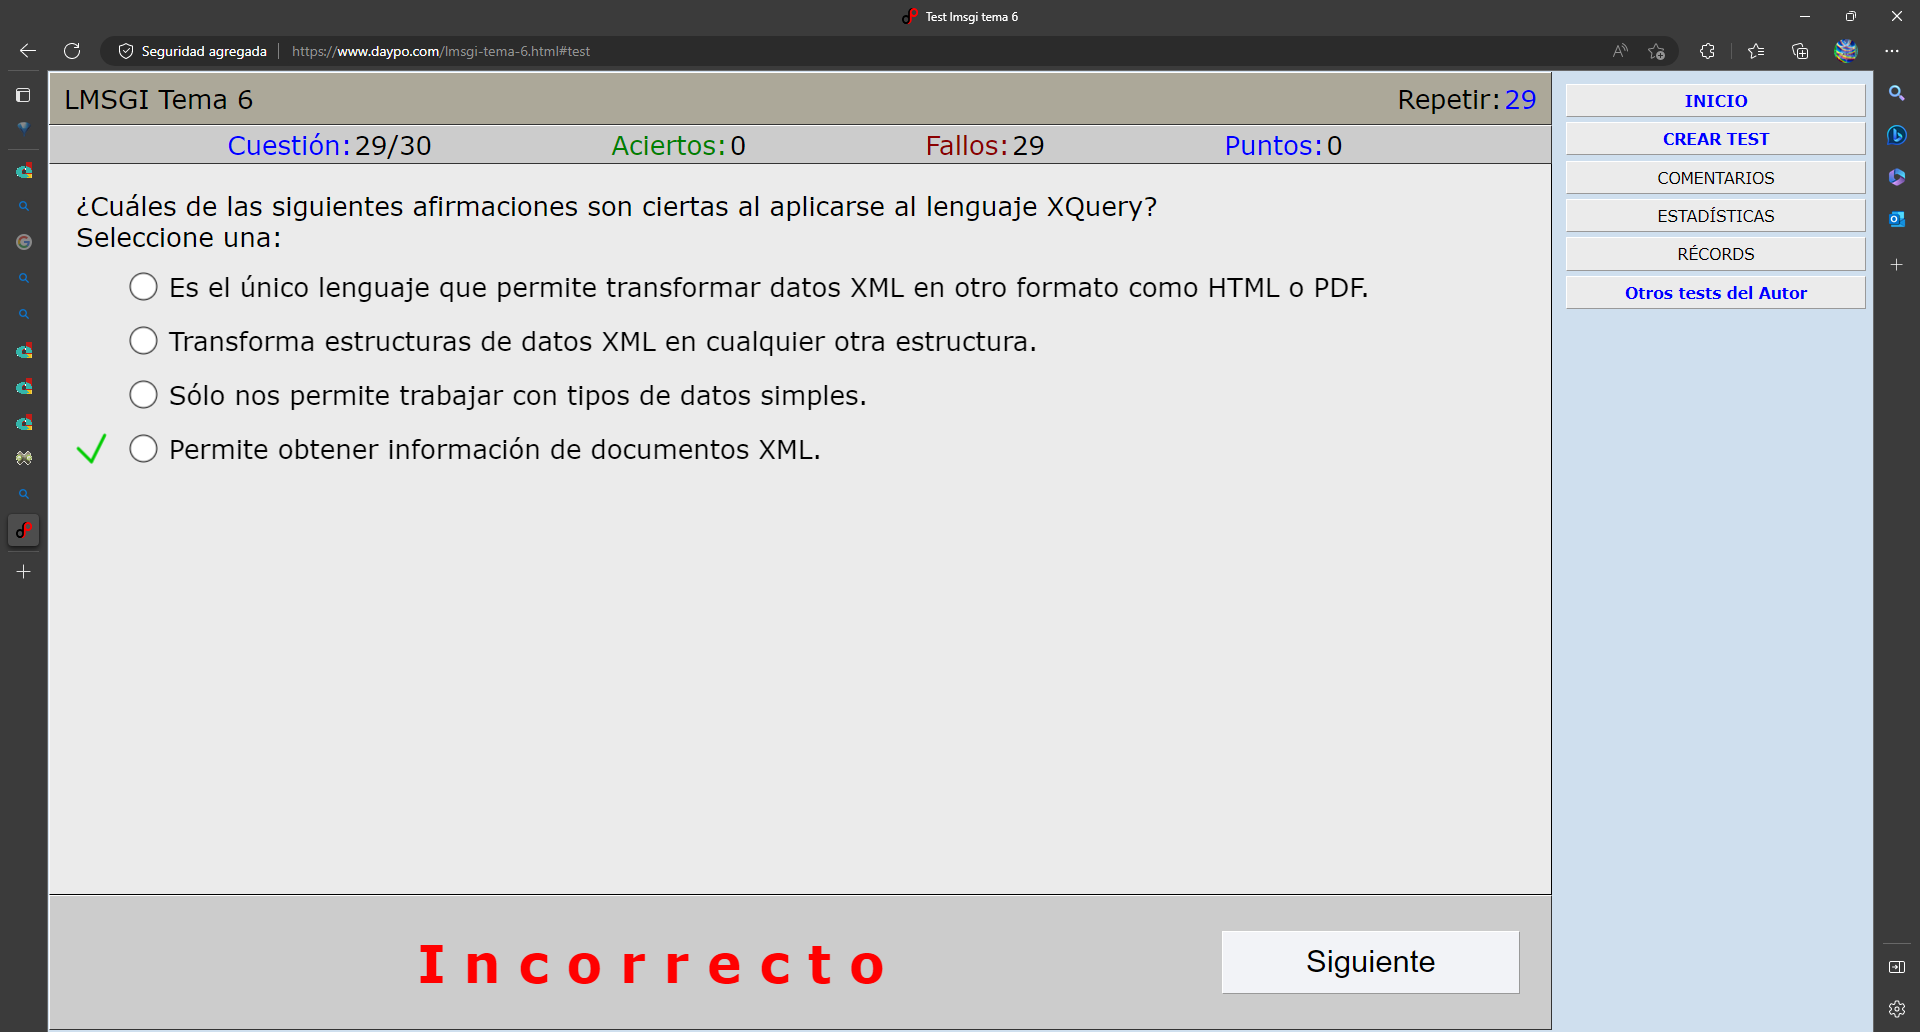 Test lmsgi tema 6
Seguridad agregada
https://www.daypo.com/lmsgi-tema-6.html#test
LMSGI Tema 6
Repetir: 29
Cuestión: 29/30
Aciertos: 0
Fallos: 29
Puntos: 0
¿Cuáles de las siguientes afirmaciones son ciertas al aplicarse al lenguaje XQuery?
Seleccione una:
Es el único lenguaje que permite transformar datos XML en otro formato como HTML o PDF.
Transforma estructuras de datos XML en cualquier otra estructura.
Sólo nos permite trabajar con tipos de datos simples.
Permite obtener información de documentos XML.
Incorrecto
Siguiente
INICIO
CREAR TEST
COMENTARIOS
ESTADÍSTICAS
RÉCORDS
Otros tests del Autor